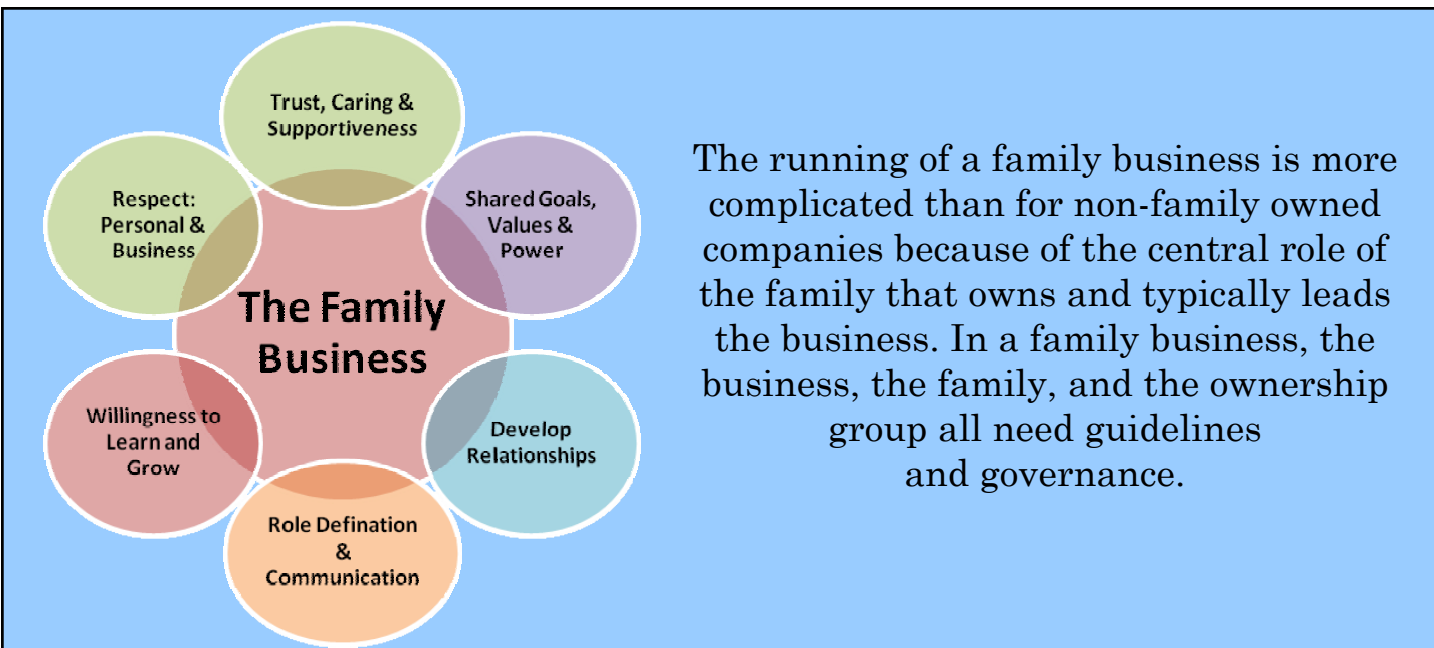 Trust, Caring &
Supportiveness
Shared Goals,
Values &
Power
Develop
Relationships
Role Defination
&
Communication
Willingness to
Learn and
Grow
Respect:
Personal &
Business
The Family
Business
The running of a family business is more
complicated than for non-family owned
companies because of the central role of
the family that owns and typically leads
the business. In a family business, the
business, the family, and the ownership
group all need guidelines
and governance.